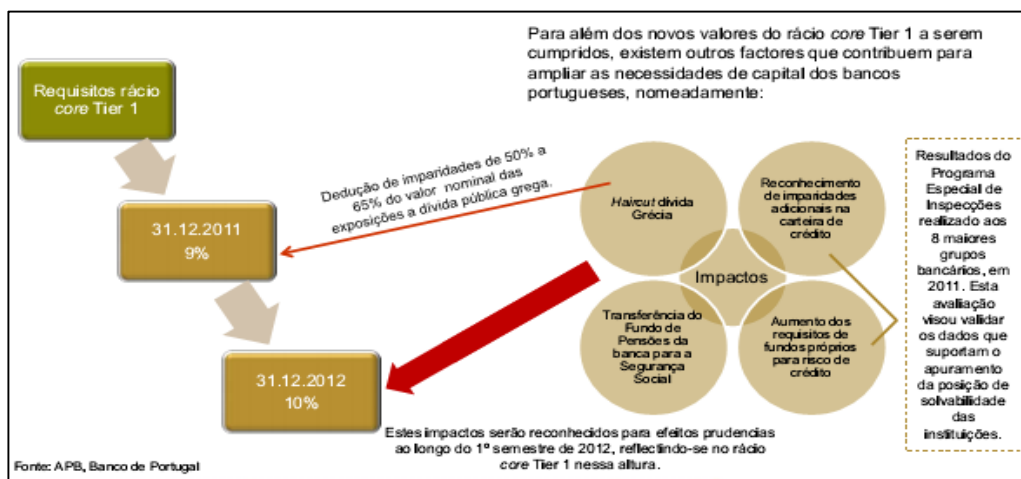 Para além dos novos valores do rácio core Tier 1 a serem
cumpridos, existem outros factores que contribuem para
ampliar as necessidades de capital dos bancos
portugueses, nomeadamente:
Requisitos rácio
core Tier 1
31.12.2011
9%
31.12.2012
10%
Dedução de imparidades de 50% a
65% do valor nominal das
exposições a dívida pública grega.
Haircut dívida
Grécia
Reconhecimento
de imparidades
adicionais na
carteira de
crédito
Impactos
Transferência do
Fundo de
Pensões da
banca para a
Segurança
Social
Aumento dos
requisitos de
fundos próprios
para risco de
crédito
Resultados do
Programa
Especial de
Inspecções
realizado aos
8 maiores
grupos
bancários, em
2011. Esta
avaliação
visou validar
os dados que
suportam o
apuramento
da posição de
solvabilidade
das
instituições.
Estes impactos serão reconhecidos para efeitos prudencias
ao longo do 1º semestre de 2012, reflectindo-se no rácio
core Tier 1 nessa altura.
Fonte: APB, Banco de Portugal